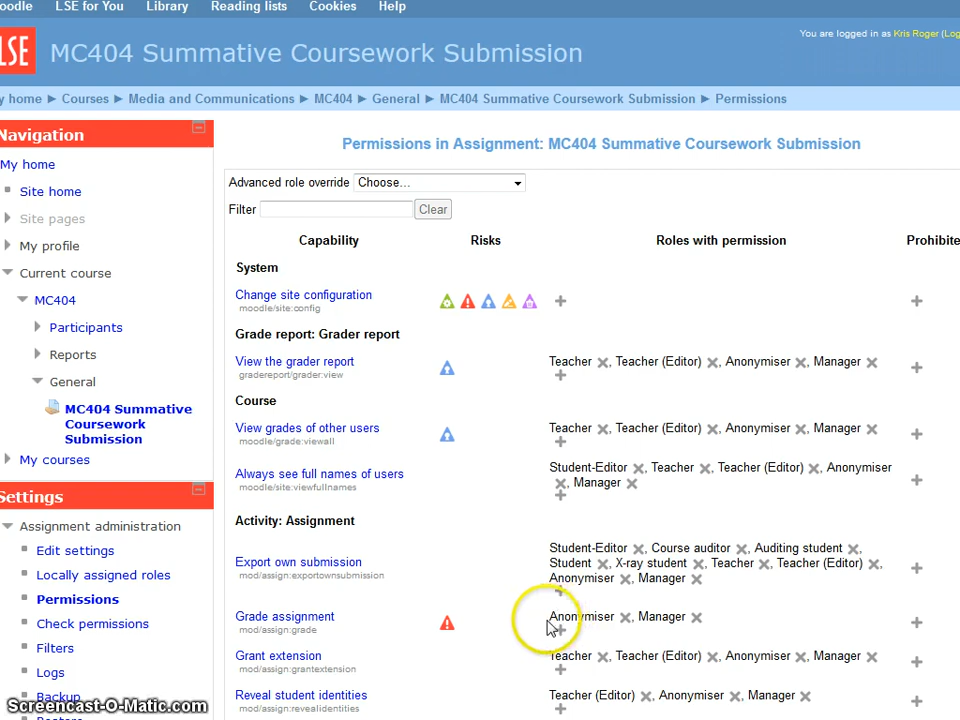 oodle LSE for You Library Reading lists Cookies Help
LSE MC404 Summative Coursework Submission
You are logged in as Kris Roger (Log
y home ► Courses ► Media and Communications ► MC404 ► General ► MC404 Summative Coursework Submission ► Permissions
Navigation
My home
Site home
Site pages
My profile
Current course
MC404
Participants
Reports
General
MC404 Summative
Coursework
Submission
My courses
Settings
Assignment administration
Edit settings
Locally assigned roles
Permissions
Check permissions
Filters
Logs
Backup
Permissions in Assignment: MC404 Summative Coursework Submission
Advanced role override Choose...
Filter Clear
Capability Risks Roles with permission Prohibite
System
Change site configuration
moodle/site:config
Grade report: Grader report
View the grader report Teacher , Teacher (Editor) , Anonymiser , Manager
gradereport/grader:view
Course
View grades of other users Teacher , Teacher (Editor) , Anonymiser , Manager
moodle/grade:viewall
Always see full names of users Student-Editor , Teacher , Teacher (Editor) , Anonymiser
moodle/site:viewfullnames , Manager
Activity: Assignment
Export own submission Student-Editor , Course auditor , Auditing student ,
mod/assign:exportownsubmission Student , X-ray student , Teacher , Teacher (Editor) ,
Anonymiser , Manager
Grade assignment Anonymiser , Manager
mod/assign:grade
Grant extension Teacher , Teacher (Editor) , Anonymiser , Manager
mod/assign:grantextension
Reveal student identities Teacher (Editor) , Anonymiser , Manager
mod/assign:revealidentities
Screencast-O-Matic.com